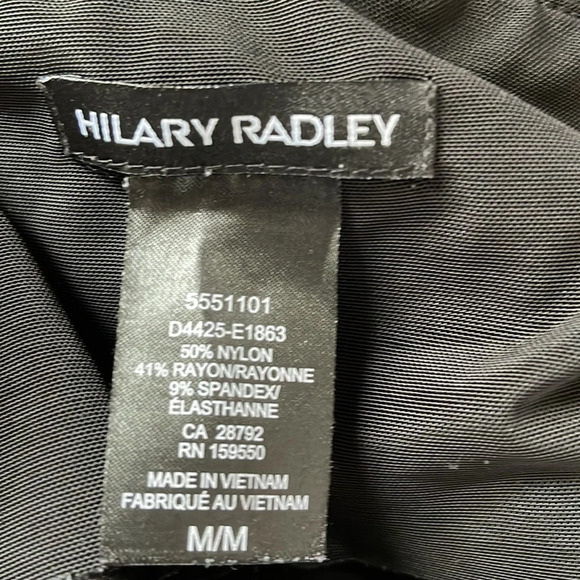 HILARY RADLEY
5551101
D4425-E1863
50% NYLON
41% RAYON/RAYONNE
9% SPANDEX/
ÉLASTHANNE
CA 28792
RN 159550
MADE IN VIETNAM
FABRIQUÉ AU VIETNAM
M/M